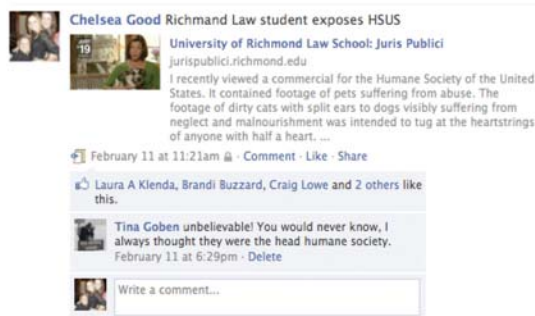 Chelsea Good Richmand Law student exposes HSUS
University of Richmond Law School: Juris Publici
jurispublici.richmond.edu
I recently viewed a commercial for the Humane Society of the United
States. It contained footage of pets suffering from abuse. The
footage of dirty cats with split ears to dogs visibly suffering from
neglect and malnourishment was intended to tug at the heartstrings
of anyone with half a heart. ...
February 11 at 11:21am · Comment · Like · Share
Laura A Klenda, Brandi Buzzard, Craig Lowe and 2 others like
this.
Tina Goben unbelievable! You would never know, I
always thought they were the head humane society.
February 11 at 6:29pm · Delete
Write a comment...